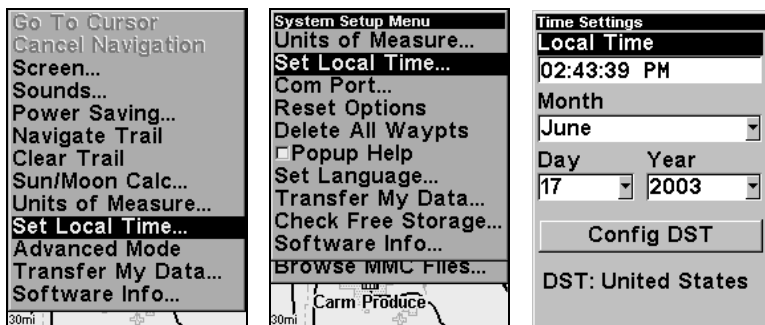 Go To Cursor
Cancel Navigation
Screen...
Sounds...
Power Saving...
Navigate Trail
Clear Trail
Sun/Moon Calc...
Units of Measure...
Set Local Time...
Advanced Mode
Transfer My Data...
Software Info...
30mi
System Setup Menu
Units of Measure...
Set Local Time...
Com Port...
Reset Options
Delete All Waypts
Popup Help
Set Language...
Transfer My Data...
Check Free Storage...
Software Info...
Browse MMC Files...
Carm Produce
30mi
Time Settings
Local Time
02:43:39 PM
Month
June
Day Year
17 2003
Config DST
DST: United States